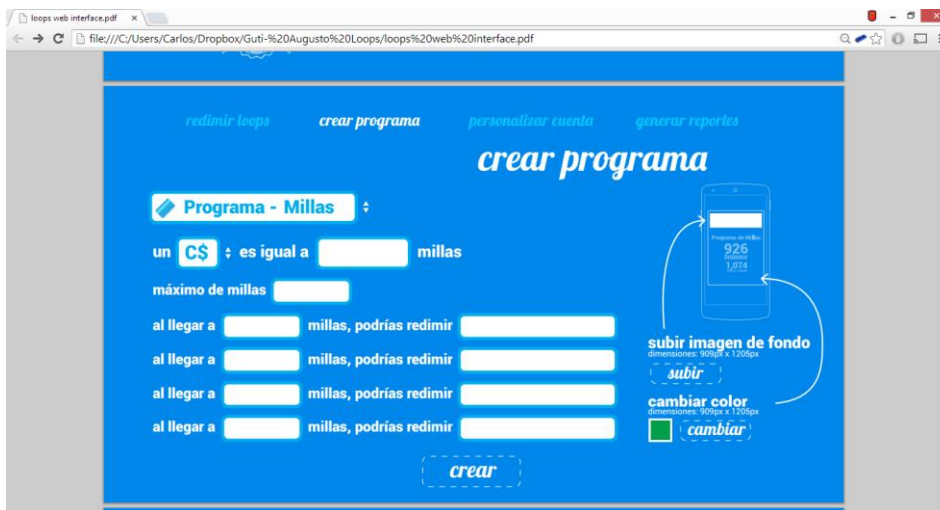 loops web interface.pdf
file:///C:/Users/Carlos/Dropbox/Guti-%20Augusto%20Loops/loops%20web%20interface.pdf
redimir loops crear programa personalizar cuenta generar reportes
crear programa
Programa - Millas
un C$ es igual a millas
máximo de millas
al llegar a millas, podrías redimir
al llegar a millas, podrías redimir
al llegar a millas, podrías redimir
al llegar a millas, podrías redimir
crear
Programa de Millas
926
balance
1,074
subir imagen de fondo
dimensiones: 909px x 1205px
subir
cambiar color
dimensiones: 909px x 1205px
cambiar